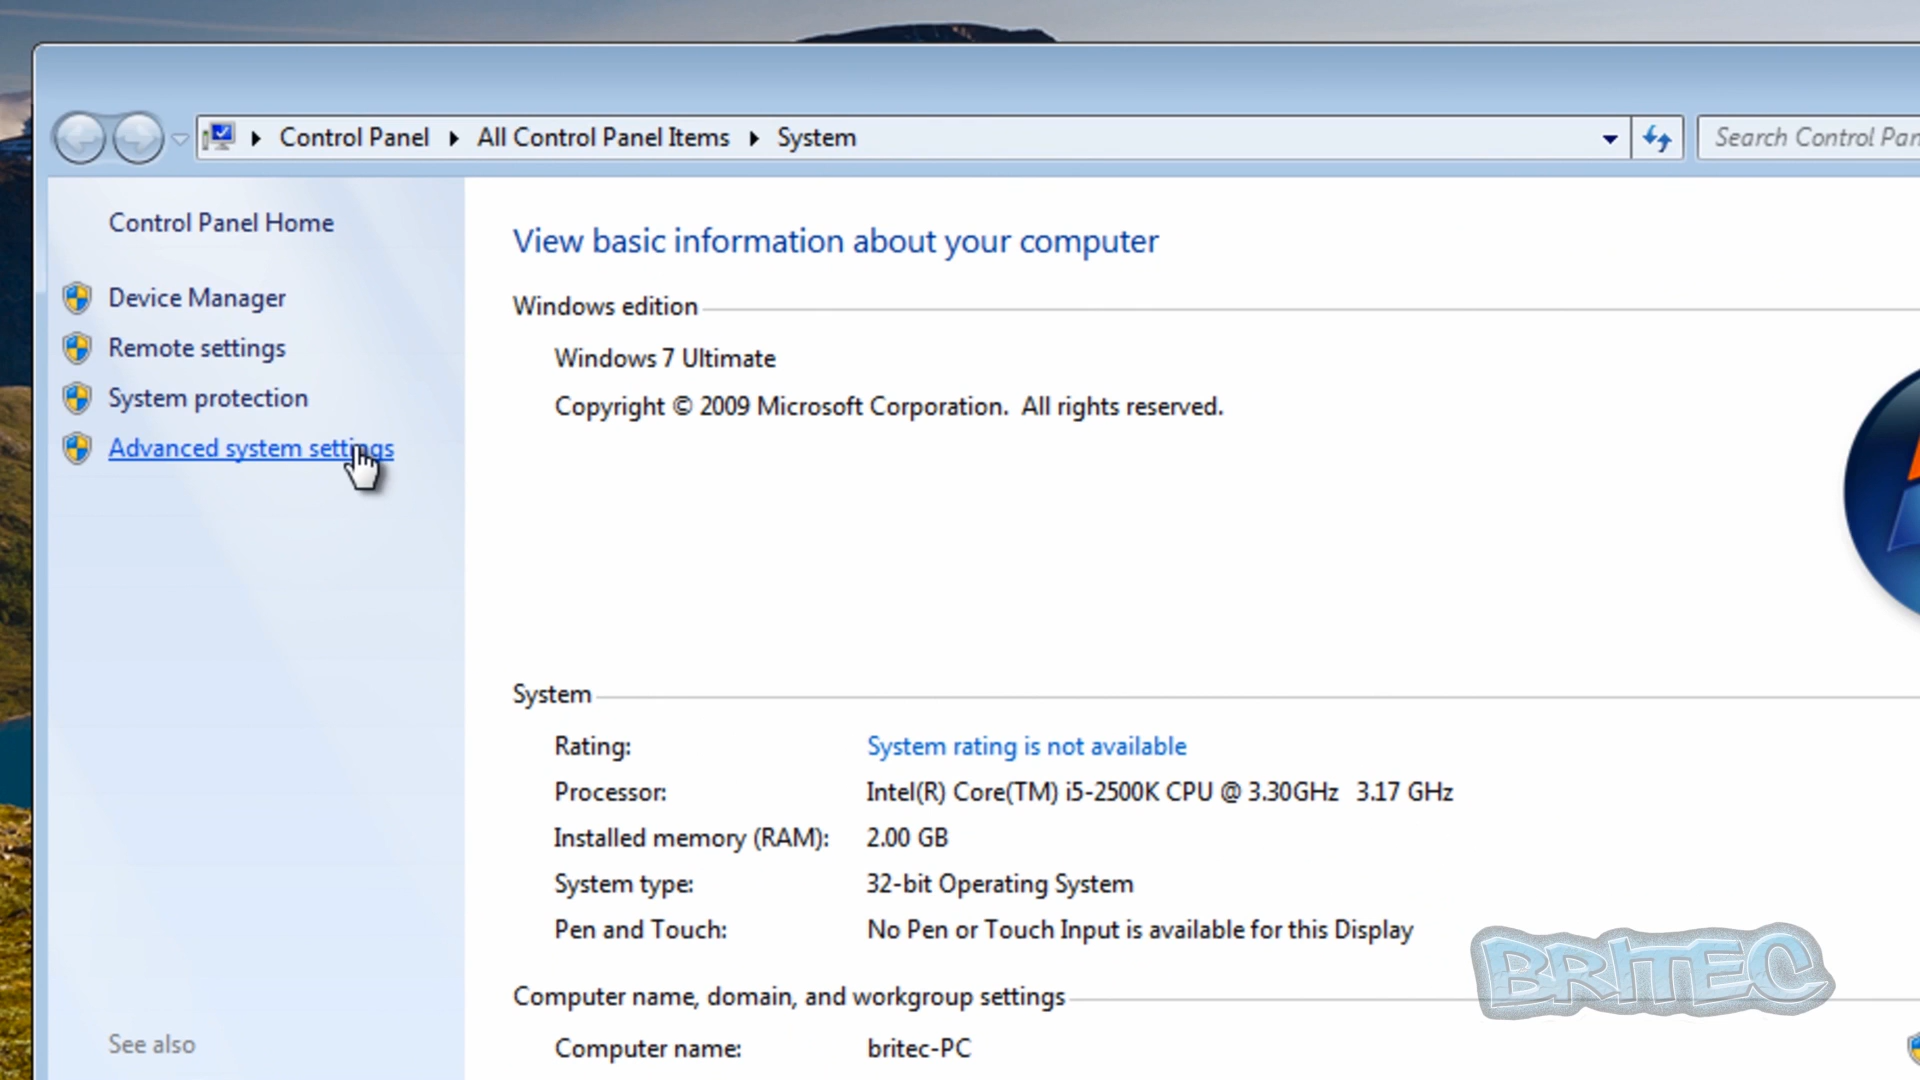 Control Panel All Control Panel Items System
Search Control Pan
Control Panel Home
Device Manager
Remote settings
System protection
Advanced system settings
See also
View basic information about your computer
Windows edition
Windows 7 Ultimate
Copyright © 2009 Microsoft Corporation. All rights reserved.
System
Rating: System rating is not available
Processor: Intel(R) Core(TM) i5-2500K CPU @ 3.30GHz 3.17 GHz
Installed memory (RAM): 2.00 GB
System type: 32-bit Operating System
Pen and Touch: No Pen or Touch Input is available for this Display
Computer name, domain, and workgroup settings
Computer name: britec-PC
BRITEC